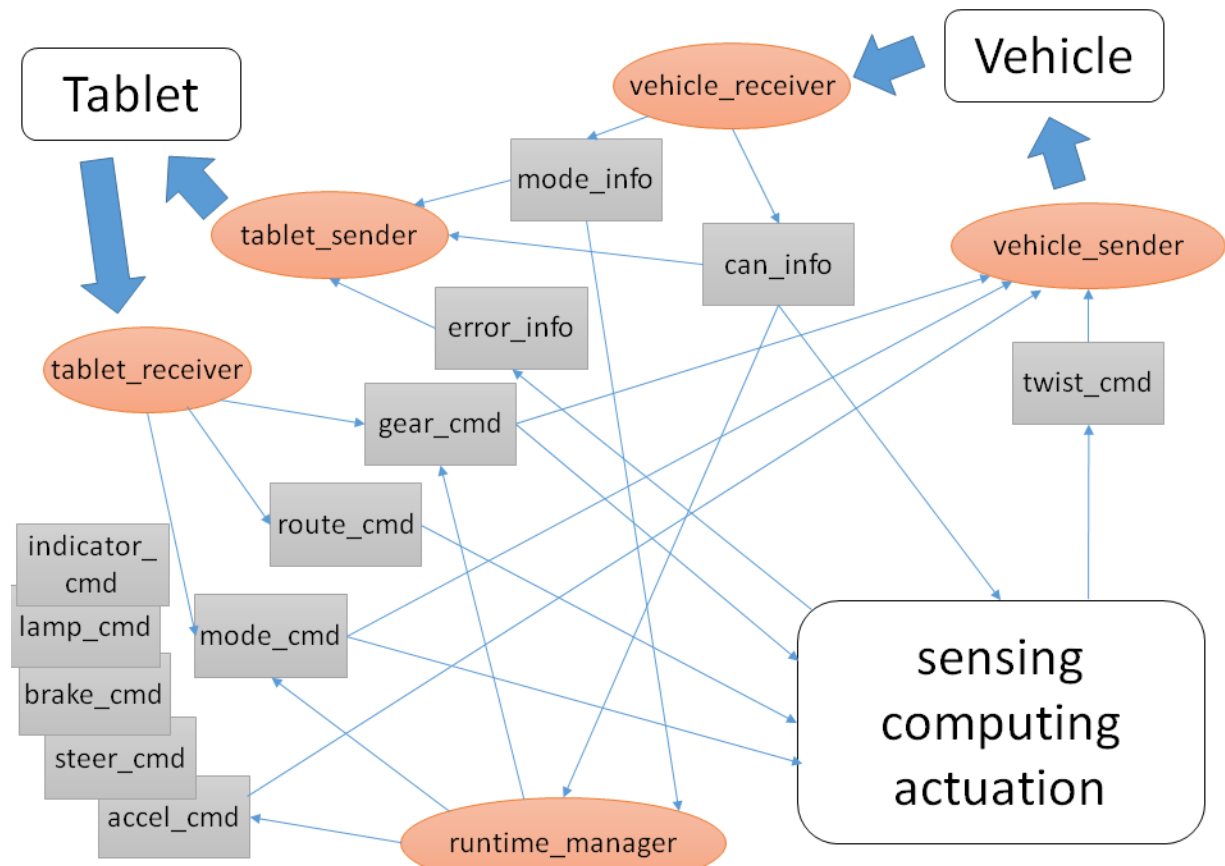 Tablet
vehicle_receiver
Vehicle
mode_info
tablet_sender
can_info
vehicle_sender
error_info
tablet_receiver
gear_cmd
twist_cmd
route_cmd
indicator_
cmd
lamp_cmd
mode_cmd
brake_cmd
steer_cmd
accel_cmd
runtime_manager
sensing
computing
actuation